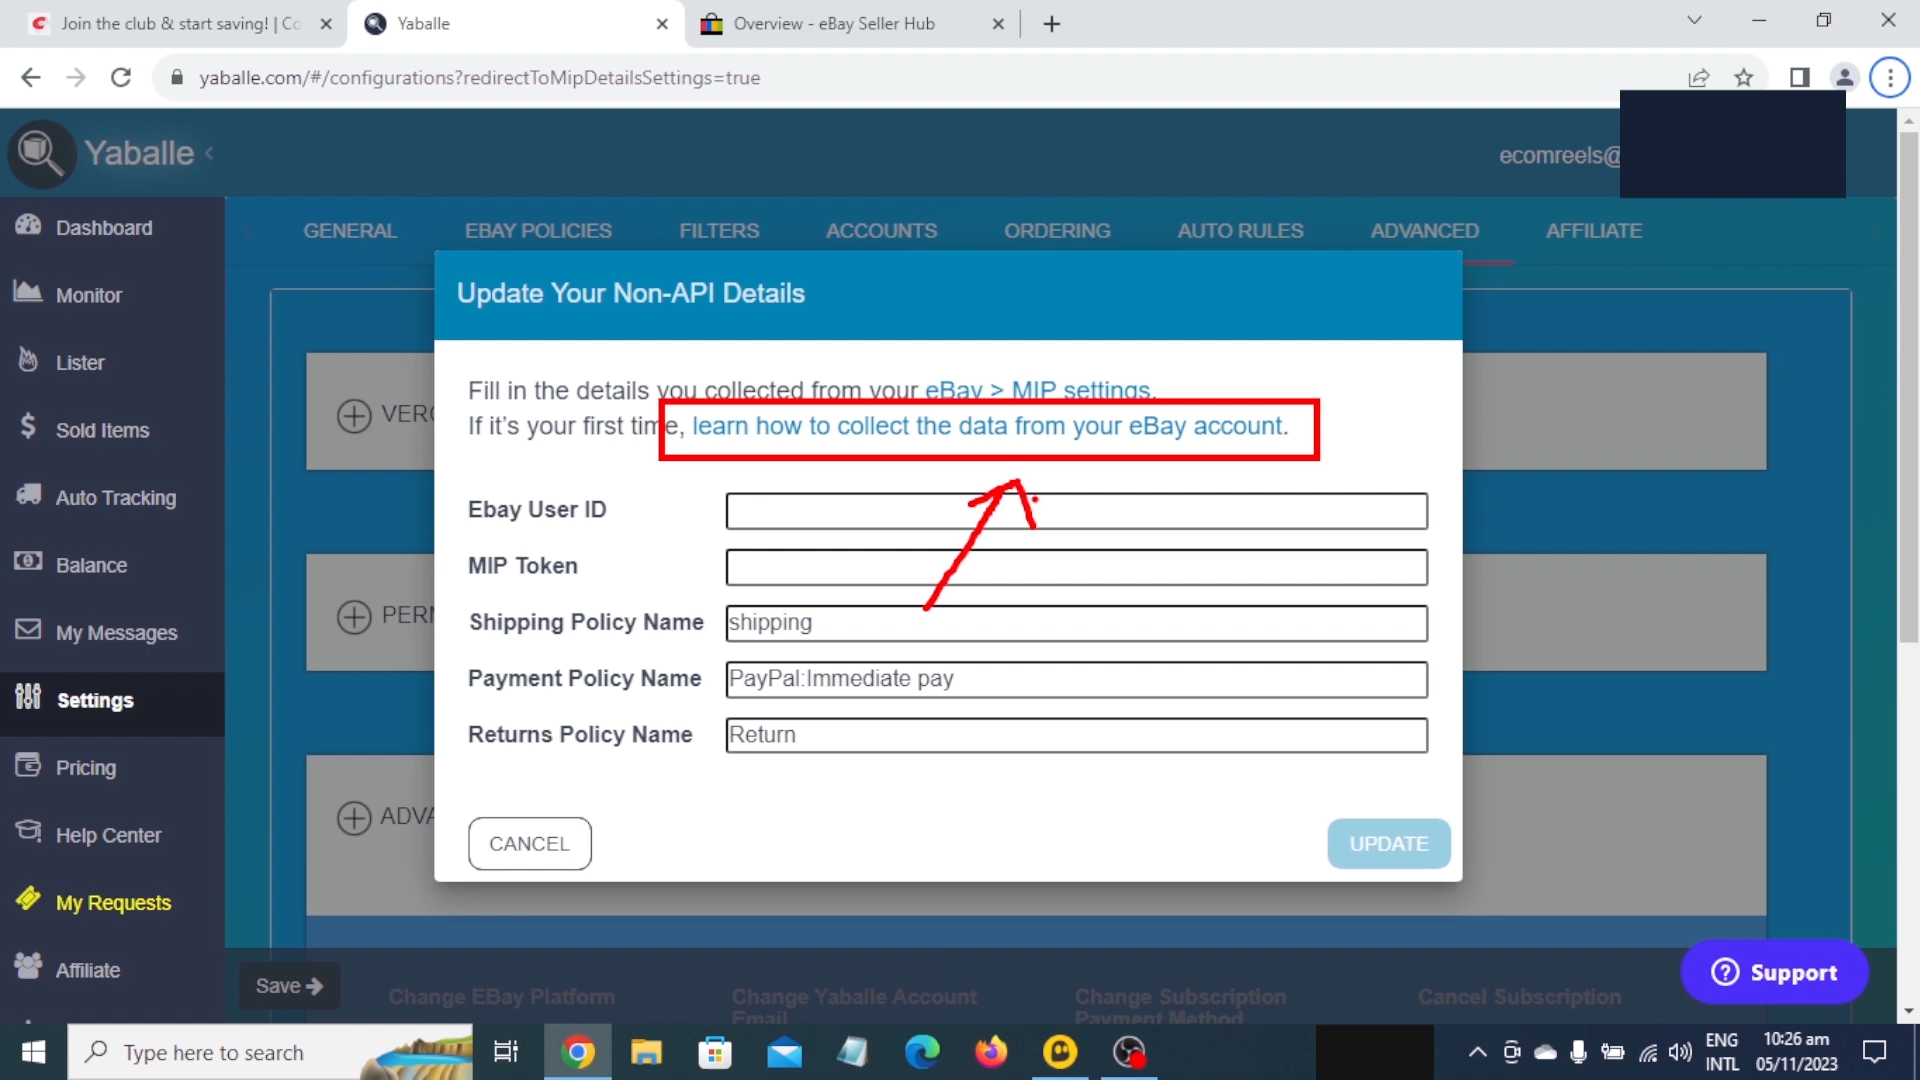 Join the club & start saving! | Co
Yaballe
Overview - eBay Seller Hub
yaballe.com/#/configurations?redirectToMipDetailsSettings=true
Yaballe
ecomreels@
Dashboard
Monitor
Lister
Sold Items
Auto Tracking
Balance
My Messages
Settings
Pricing
Help Center
My Requests
Affiliate
GENERAL EBAY POLICIES FILTERS ACCOUNTS ORDERING AUTO RULES ADVANCED AFFILIATE
Update Your Non-API Details
Fill in the details you collected from your eBay > MIP settings.
If it's your first time, learn how to collect the data from your eBay account.
Ebay User ID
MIP Token
Shipping Policy Name shipping
Payment Policy Name PayPal:Immediate pay
Returns Policy Name Return
CANCEL UPDATE
Save
Change EBay Platform
Change Yaballe Account
Email
Change Subscription
Payment Method
Cancel Subscription
Support
Type here to search
ENG
INTL
10:26 am
05/11/2023